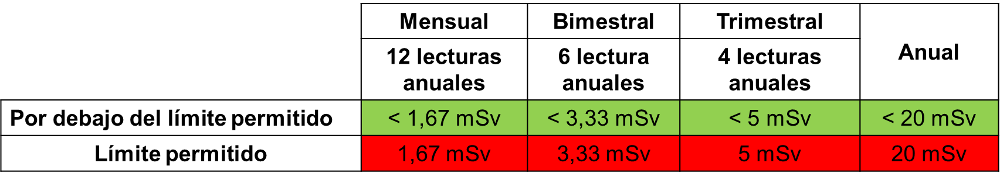 Mensual Bimestral Trimestral Anual
12 lecturas anuales 6 lectura anuales 4 lecturas anuales
Por debajo del límite permitido < 1,67 mSv < 3,33 mSv < 5 mSv < 20 mSv
Límite permitido 1,67 mSv 3,33 mSv 5 mSv 20 mSv